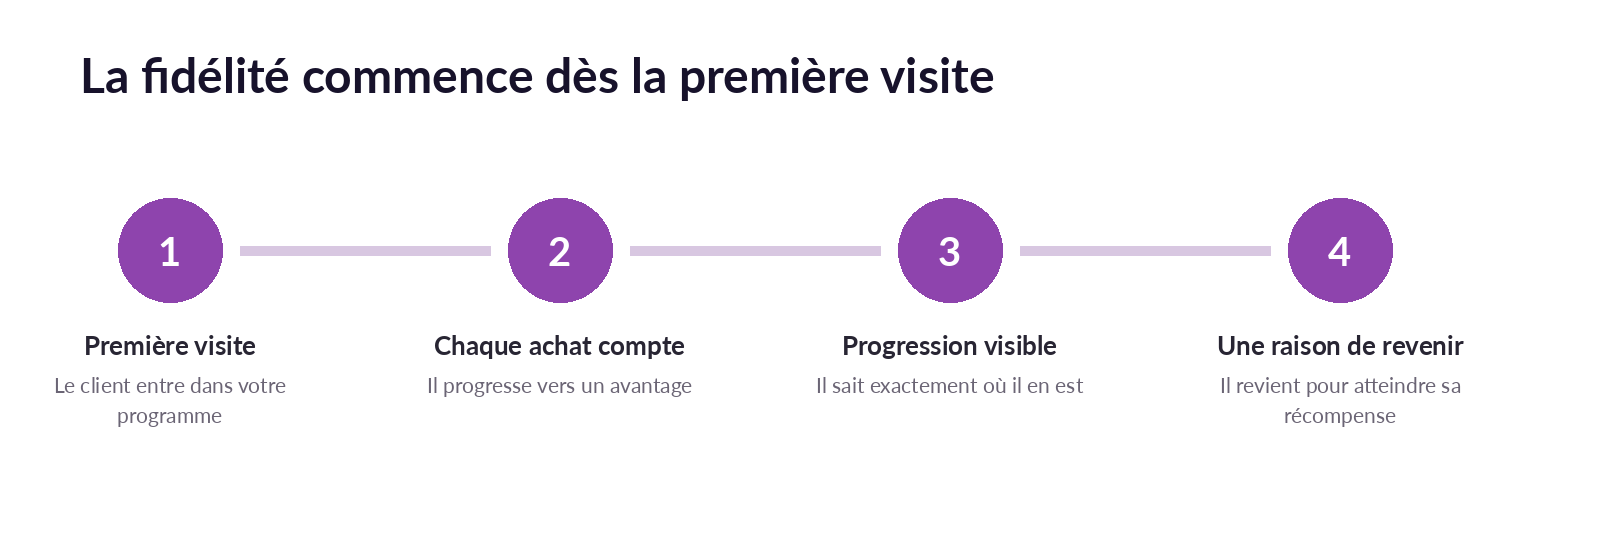 La fidélité commence dès la première visite
1
2
3
4
Première visite
Chaque achat compte
Progression visible
Une raison de revenir
Le client entre dans votre
programme
Il progresse vers un avantage
Il sait exactement où il en est
Il revient pour atteindre sa
récompense